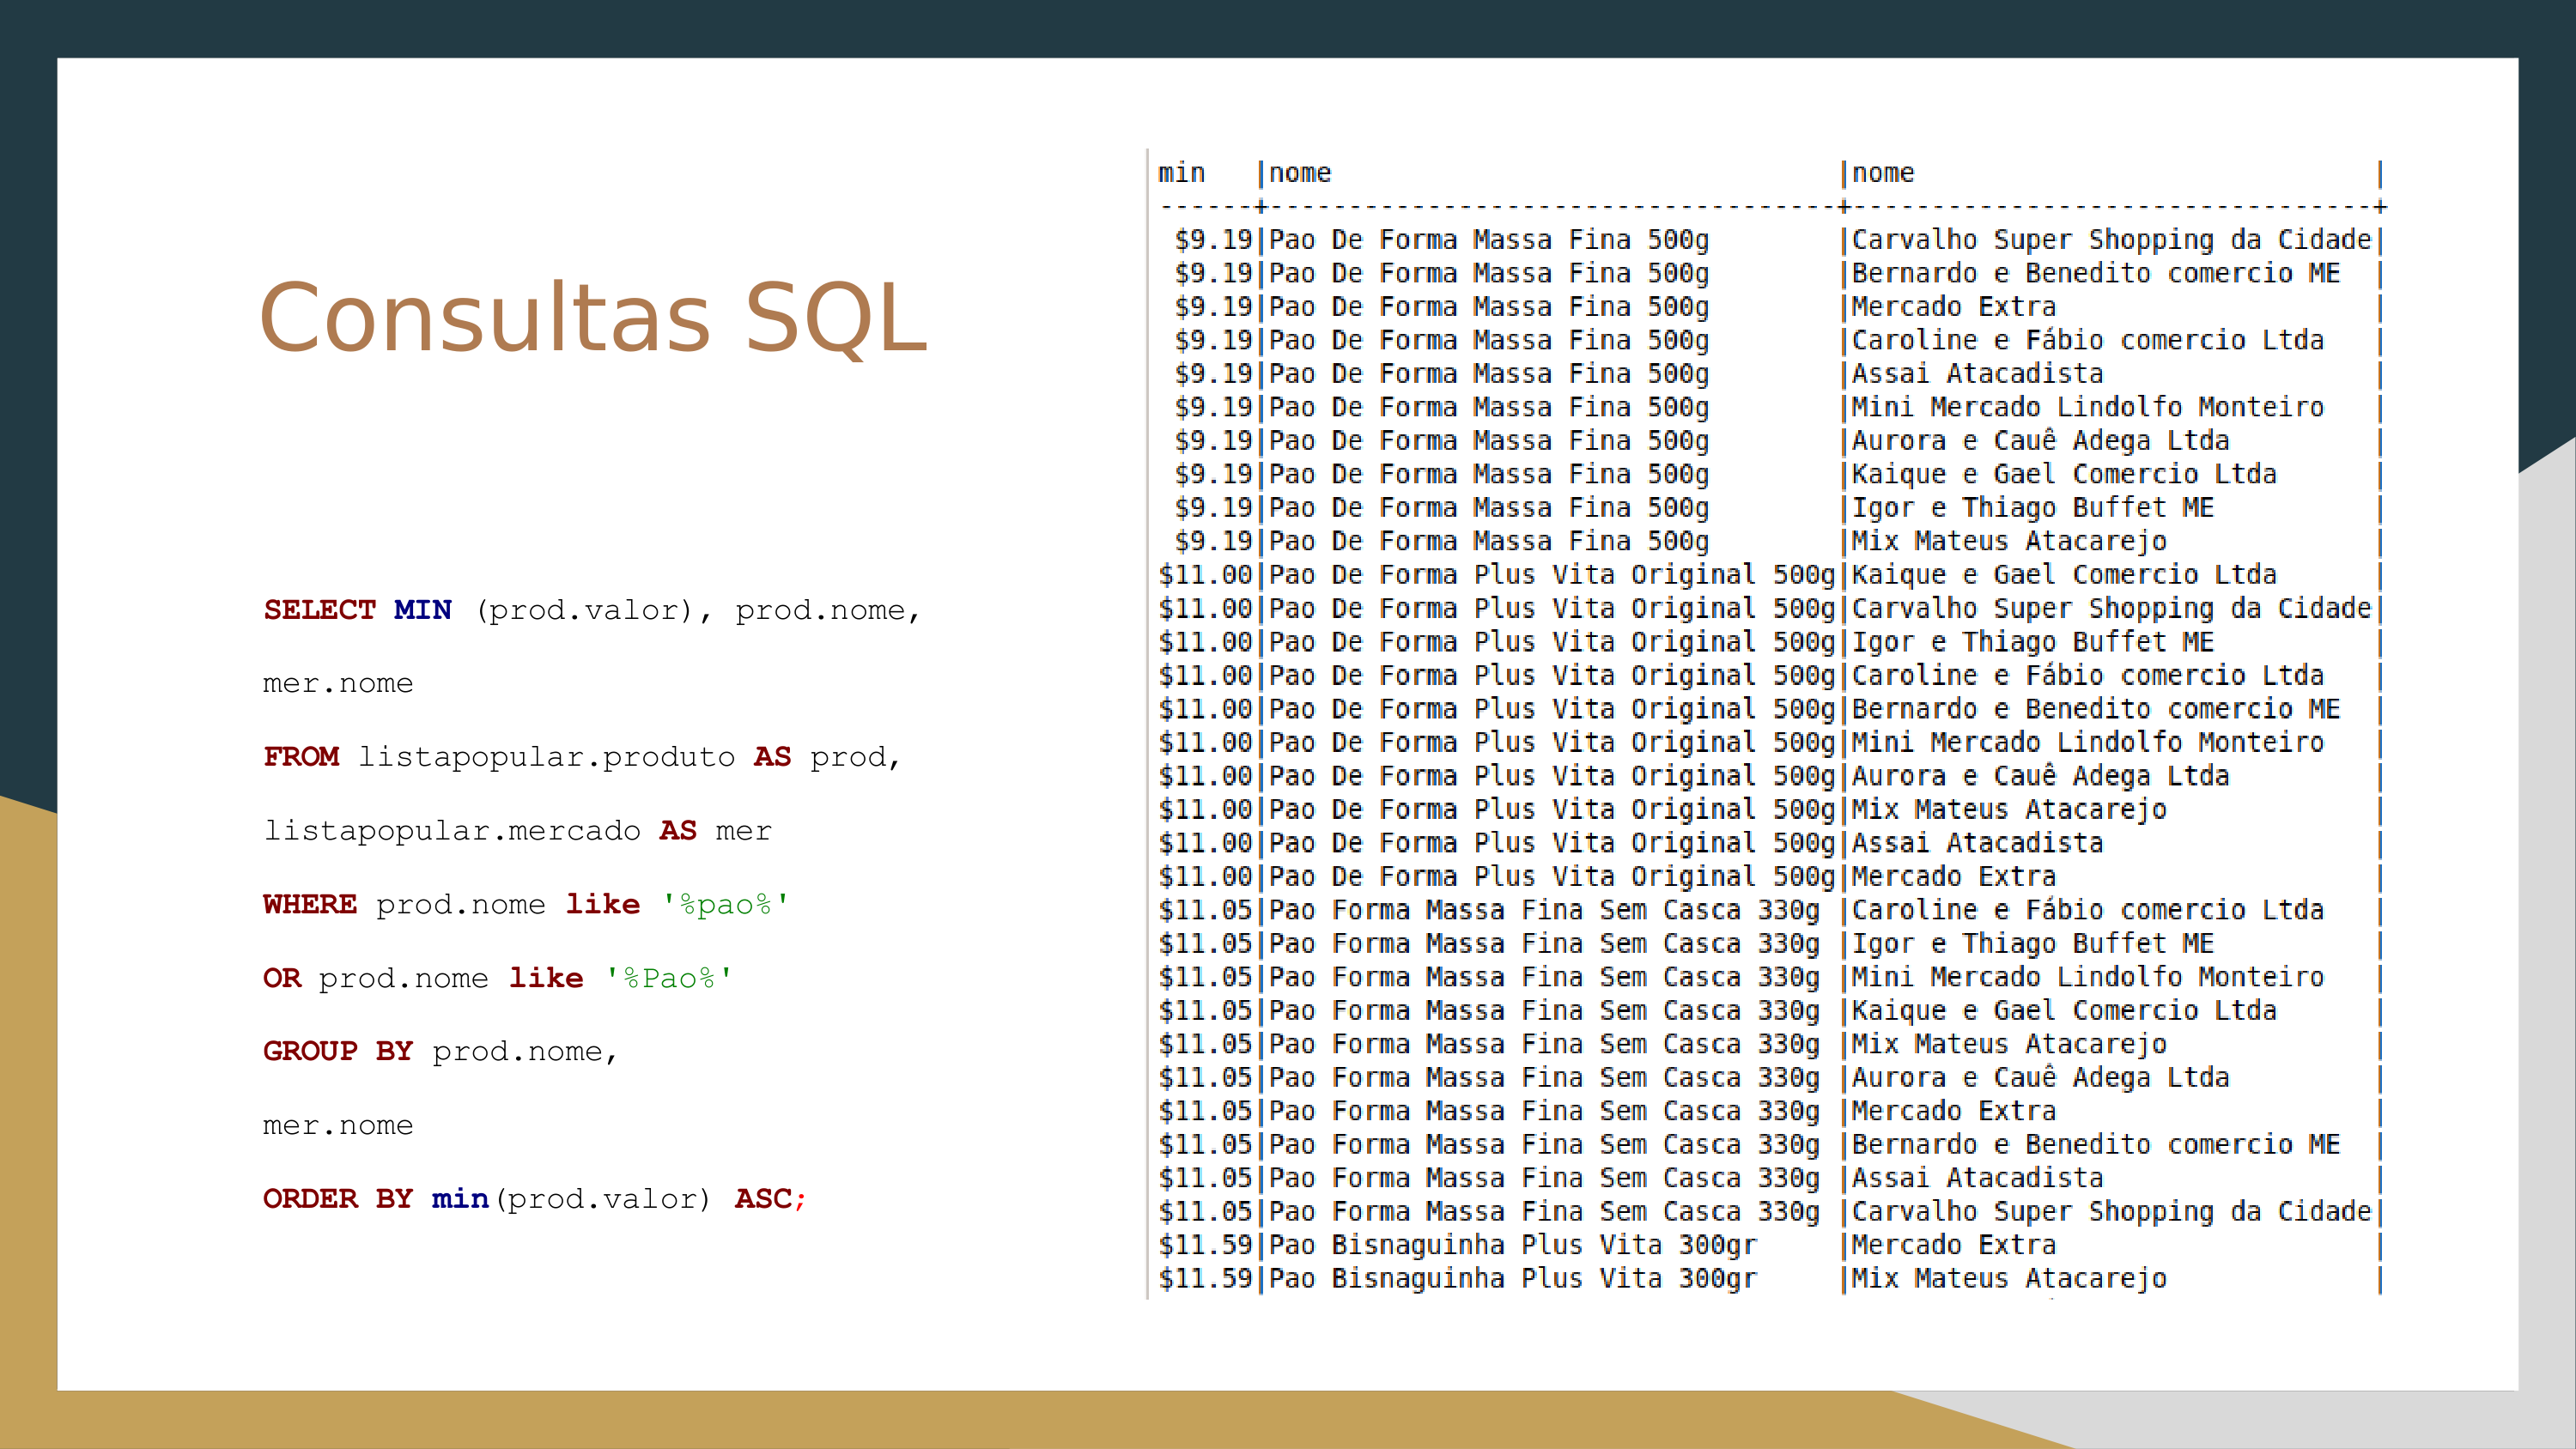 Consultas SQL
SELECT MIN (prod.valor), prod.nome,
mer.nome
FROM listapopular.produto AS prod,
listapopular.mercado AS mer
WHERE prod.nome like '%pao%'
OR prod.nome like '%Pao%'
GROUP BY prod.nome,
mer.nome
ORDER BY min(prod.valor) ASC;
min   |nome                                |nome                            |
------+------------------------------------+---------------------------------+
$9.19|Pao De Forma Massa Fina 500g        |Carvalho Super Shopping da Cidade|
$9.19|Pao De Forma Massa Fina 500g        |Bernardo e Benedito comercio ME  |
$9.19|Pao De Forma Massa Fina 500g        |Mercado Extra                    |
$9.19|Pao De Forma Massa Fina 500g        |Caroline e Fábio comercio Ltda   |
$9.19|Pao De Forma Massa Fina 500g        |Assai Atacadista                 |
$9.19|Pao De Forma Massa Fina 500g        |Mini Mercado Lindolfo Monteiro   |
$9.19|Pao De Forma Massa Fina 500g        |Aurora e Cauê Adega Ltda         |
$9.19|Pao De Forma Massa Fina 500g        |Kaique e Gael Comercio Ltda      |
$9.19|Pao De Forma Massa Fina 500g        |Igor e Thiago Buffet ME          |
$9.19|Pao De Forma Massa Fina 500g        |Mix Mateus Atacarejo             |
$11.00|Pao De Forma Plus Vita Original 500g|Kaique e Gael Comercio Ltda      |
$11.00|Pao De Forma Plus Vita Original 500g|Carvalho Super Shopping da Cidade|
$11.00|Pao De Forma Plus Vita Original 500g|Igor e Thiago Buffet ME          |
$11.00|Pao De Forma Plus Vita Original 500g|Caroline e Fábio comercio Ltda   |
$11.00|Pao De Forma Plus Vita Original 500g|Bernardo e Benedito comercio ME  |
$11.00|Pao De Forma Plus Vita Original 500g|Mini Mercado Lindolfo Monteiro   |
$11.00|Pao De Forma Plus Vita Original 500g|Aurora e Cauê Adega Ltda         |
$11.00|Pao De Forma Plus Vita Original 500g|Mix Mateus Atacarejo             |
$11.00|Pao De Forma Plus Vita Original 500g|Assai Atacadista                 |
$11.00|Pao De Forma Plus Vita Original 500g|Mercado Extra                    |
$11.05|Pao Forma Massa Fina Sem Casca 330g |Caroline e Fábio comercio Ltda   |
$11.05|Pao Forma Massa Fina Sem Casca 330g |Igor e Thiago Buffet ME          |
$11.05|Pao Forma Massa Fina Sem Casca 330g |Mini Mercado Lindolfo Monteiro   |
$11.05|Pao Forma Massa Fina Sem Casca 330g |Kaique e Gael Comercio Ltda      |
$11.05|Pao Forma Massa Fina Sem Casca 330g |Mix Mateus Atacarejo             |
$11.05|Pao Forma Massa Fina Sem Casca 330g |Aurora e Cauê Adega Ltda         |
$11.05|Pao Forma Massa Fina Sem Casca 330g |Mercado Extra                    |
$11.05|Pao Forma Massa Fina Sem Casca 330g |Bernardo e Benedito comercio ME  |
$11.05|Pao Forma Massa Fina Sem Casca 330g |Assai Atacadista                 |
$11.05|Pao Forma Massa Fina Sem Casca 330g |Carvalho Super Shopping da Cidade|
$11.59|Pao Bisnaguinha Plus Vita 300gr     |Mercado Extra                    |
$11.59|Pao Bisnaguinha Plus Vita 300gr     |Mix Mateus Atacarejo             |